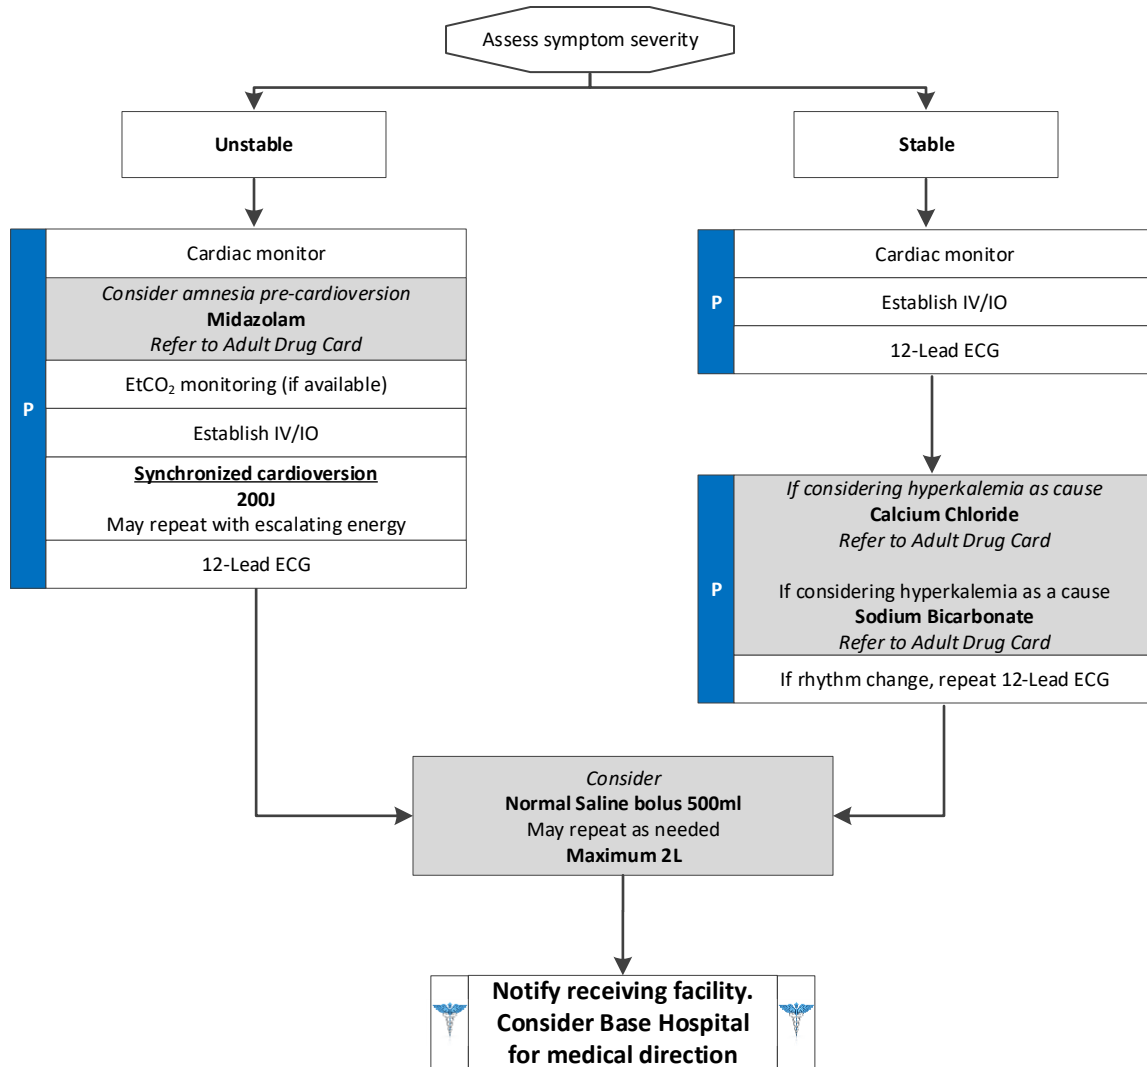 Assess symptom severity
Unstable
Stable
P
Cardiac monitor
Consider amnesia pre-cardioversion
Midazolam
Refer to Adult Drug Card
EtCO₂ monitoring (if available)
Establish IV/IO
Synchronized cardioversion
200J
May repeat with escalating energy
12-Lead ECG
P
Cardiac monitor
Establish IV/IO
12-Lead ECG
P
If considering hyperkalemia as cause
Calcium Chloride
Refer to Adult Drug Card
If considering hyperkalemia as a cause
Sodium Bicarbonate
Refer to Adult Drug Card
If rhythm change, repeat 12-Lead ECG
Consider
Normal Saline bolus 500ml
May repeat as needed
Maximum 2L
Notify receiving facility.
Consider Base Hospital
for medical direction